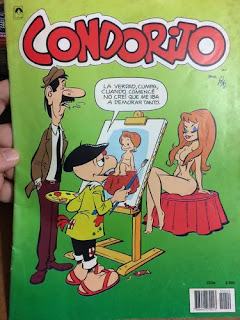 CONDORITO
LA VERDAD, CUMPA,
CUANDO COMENCÉ
NO CREÍ QUE ME IBA
A DEMORAR TANTO.